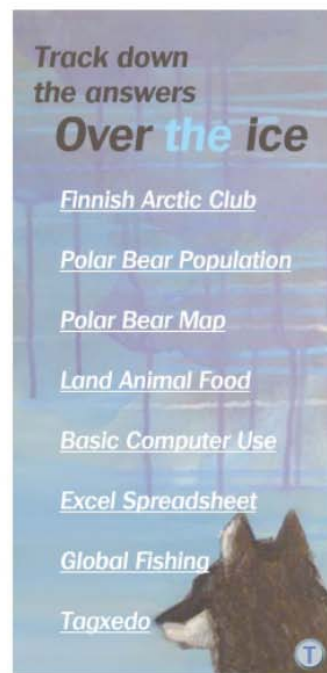 Track down
the answers
Over the ice
Finnish Arctic Club
Polar Bear Population
Polar Bear Map
Land Animal Food
Basic Computer Use
Excel Spreadsheet
Global Fishing
Tagxedo
T